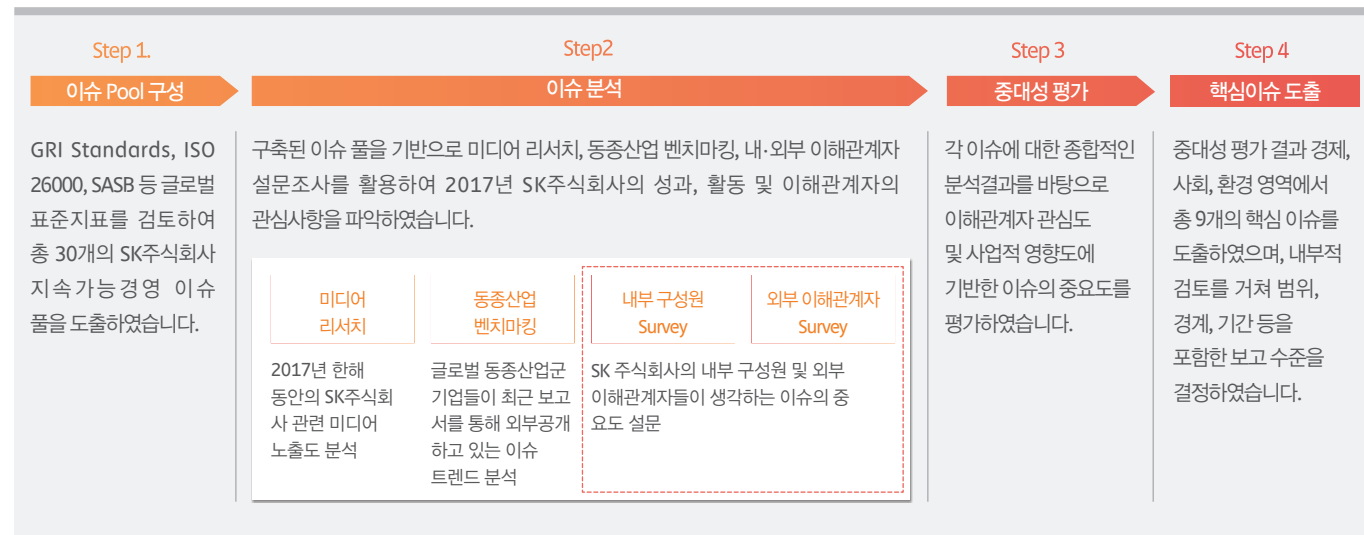 Step 1.
이슈 Pool 구성
GRI Standards, ISO
26000, SASB 등 글로벌
표준지표를 검토하여
총 30개의 SK주식회사
지속가능경영 이슈
풀을 도출하였습니다.
Step2
이슈 분석
구축된 이슈 풀을 기반으로 미디어 리서치, 동종산업 벤치마킹, 내·외부 이해관계자
설문조사를 활용하여 2017년 SK주식회사의 성과, 활동 및 이해관계자의
관심사항을 파악하였습니다.
미디어
리서치
2017년 한해
동안의 SK주식회
사 관련 미디어
노출도 분석
동종산업
벤치마킹
글로벌 동종산업군
기업들이 최근 보고
서를 통해 외부공개
하고 있는 이슈
트렌드 분석
내부 구성원
Survey
외부 이해관계자
Survey
SK 주식회사의 내부 구성원 및 외부
이해관계자들이 생각하는 이슈의 중
요도 설문
Step 3
중대성 평가
각 이슈에 대한 종합적인
분석결과를 바탕으로
이해관계자 관심도
및 사업적 영향도에
기반한 이슈의 중요도를
평가하였습니다.
Step 4
핵심이슈 도출
중대성 평가 결과 경제,
사회, 환경 영역에서
총 9개의 핵심 이슈를
도출하였으며, 내부적
검토를 거쳐 범위,
경계, 기간 등을
포함한 보고 수준을
결정하였습니다.